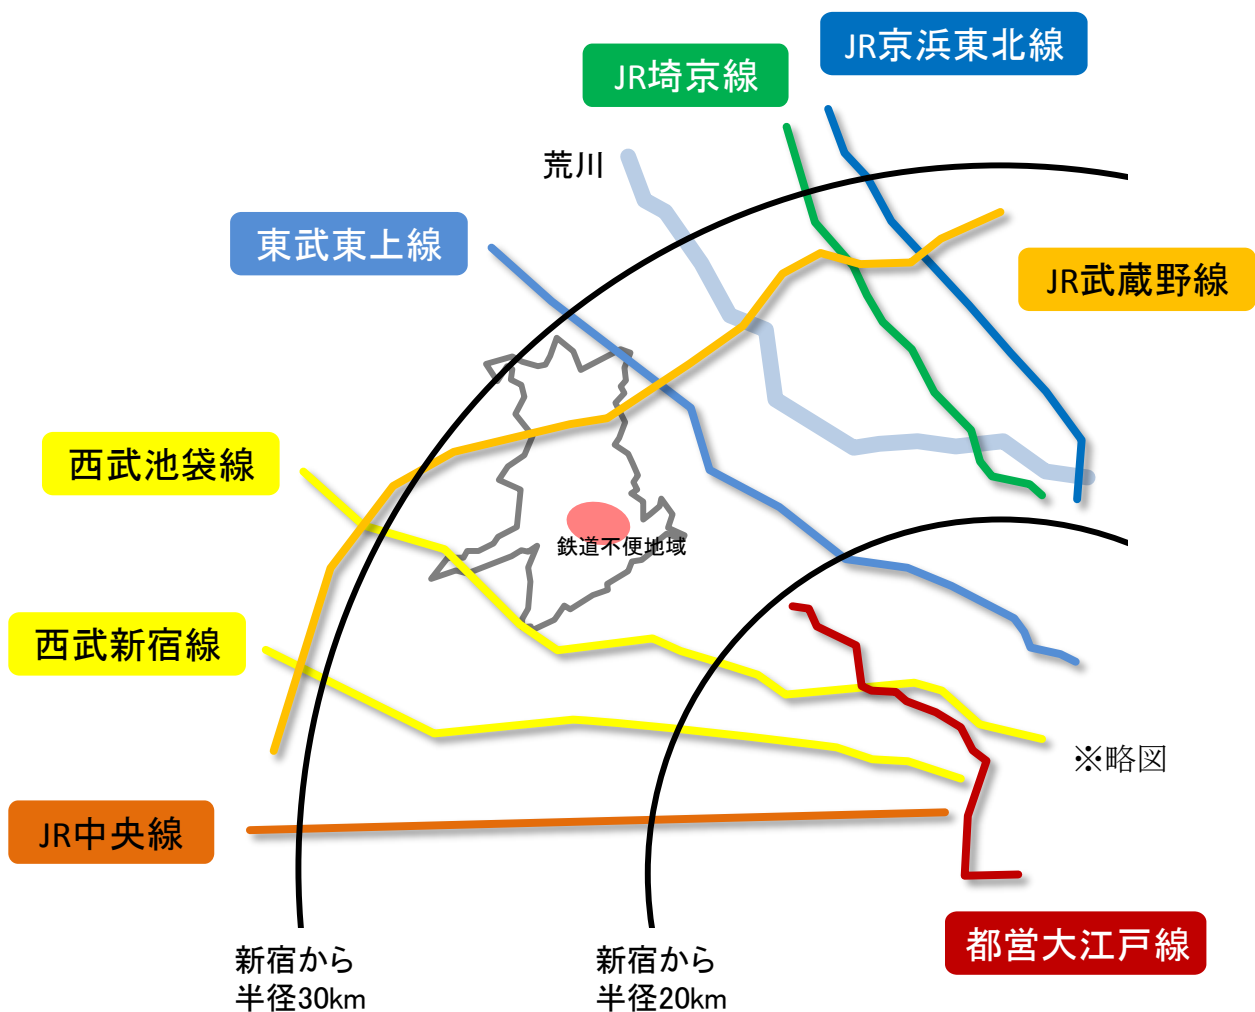 JR京浜東北線
JR埼京線
荒川
東武東上線
JR武蔵野線
西武池袋線
鉄道不便地域
西武新宿線
※略図
JR中央線
都営大江戸線
新宿から
半径30km
新宿から
半径20km